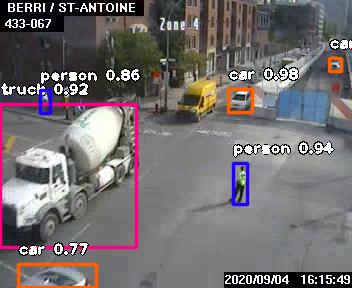 BERRI / ST-ANTOINE
433-067
Zone 4
car
person 0.86
car 0.98
truck 0.92
person 0.94
car 0.77
2020/09/04 16:15:49